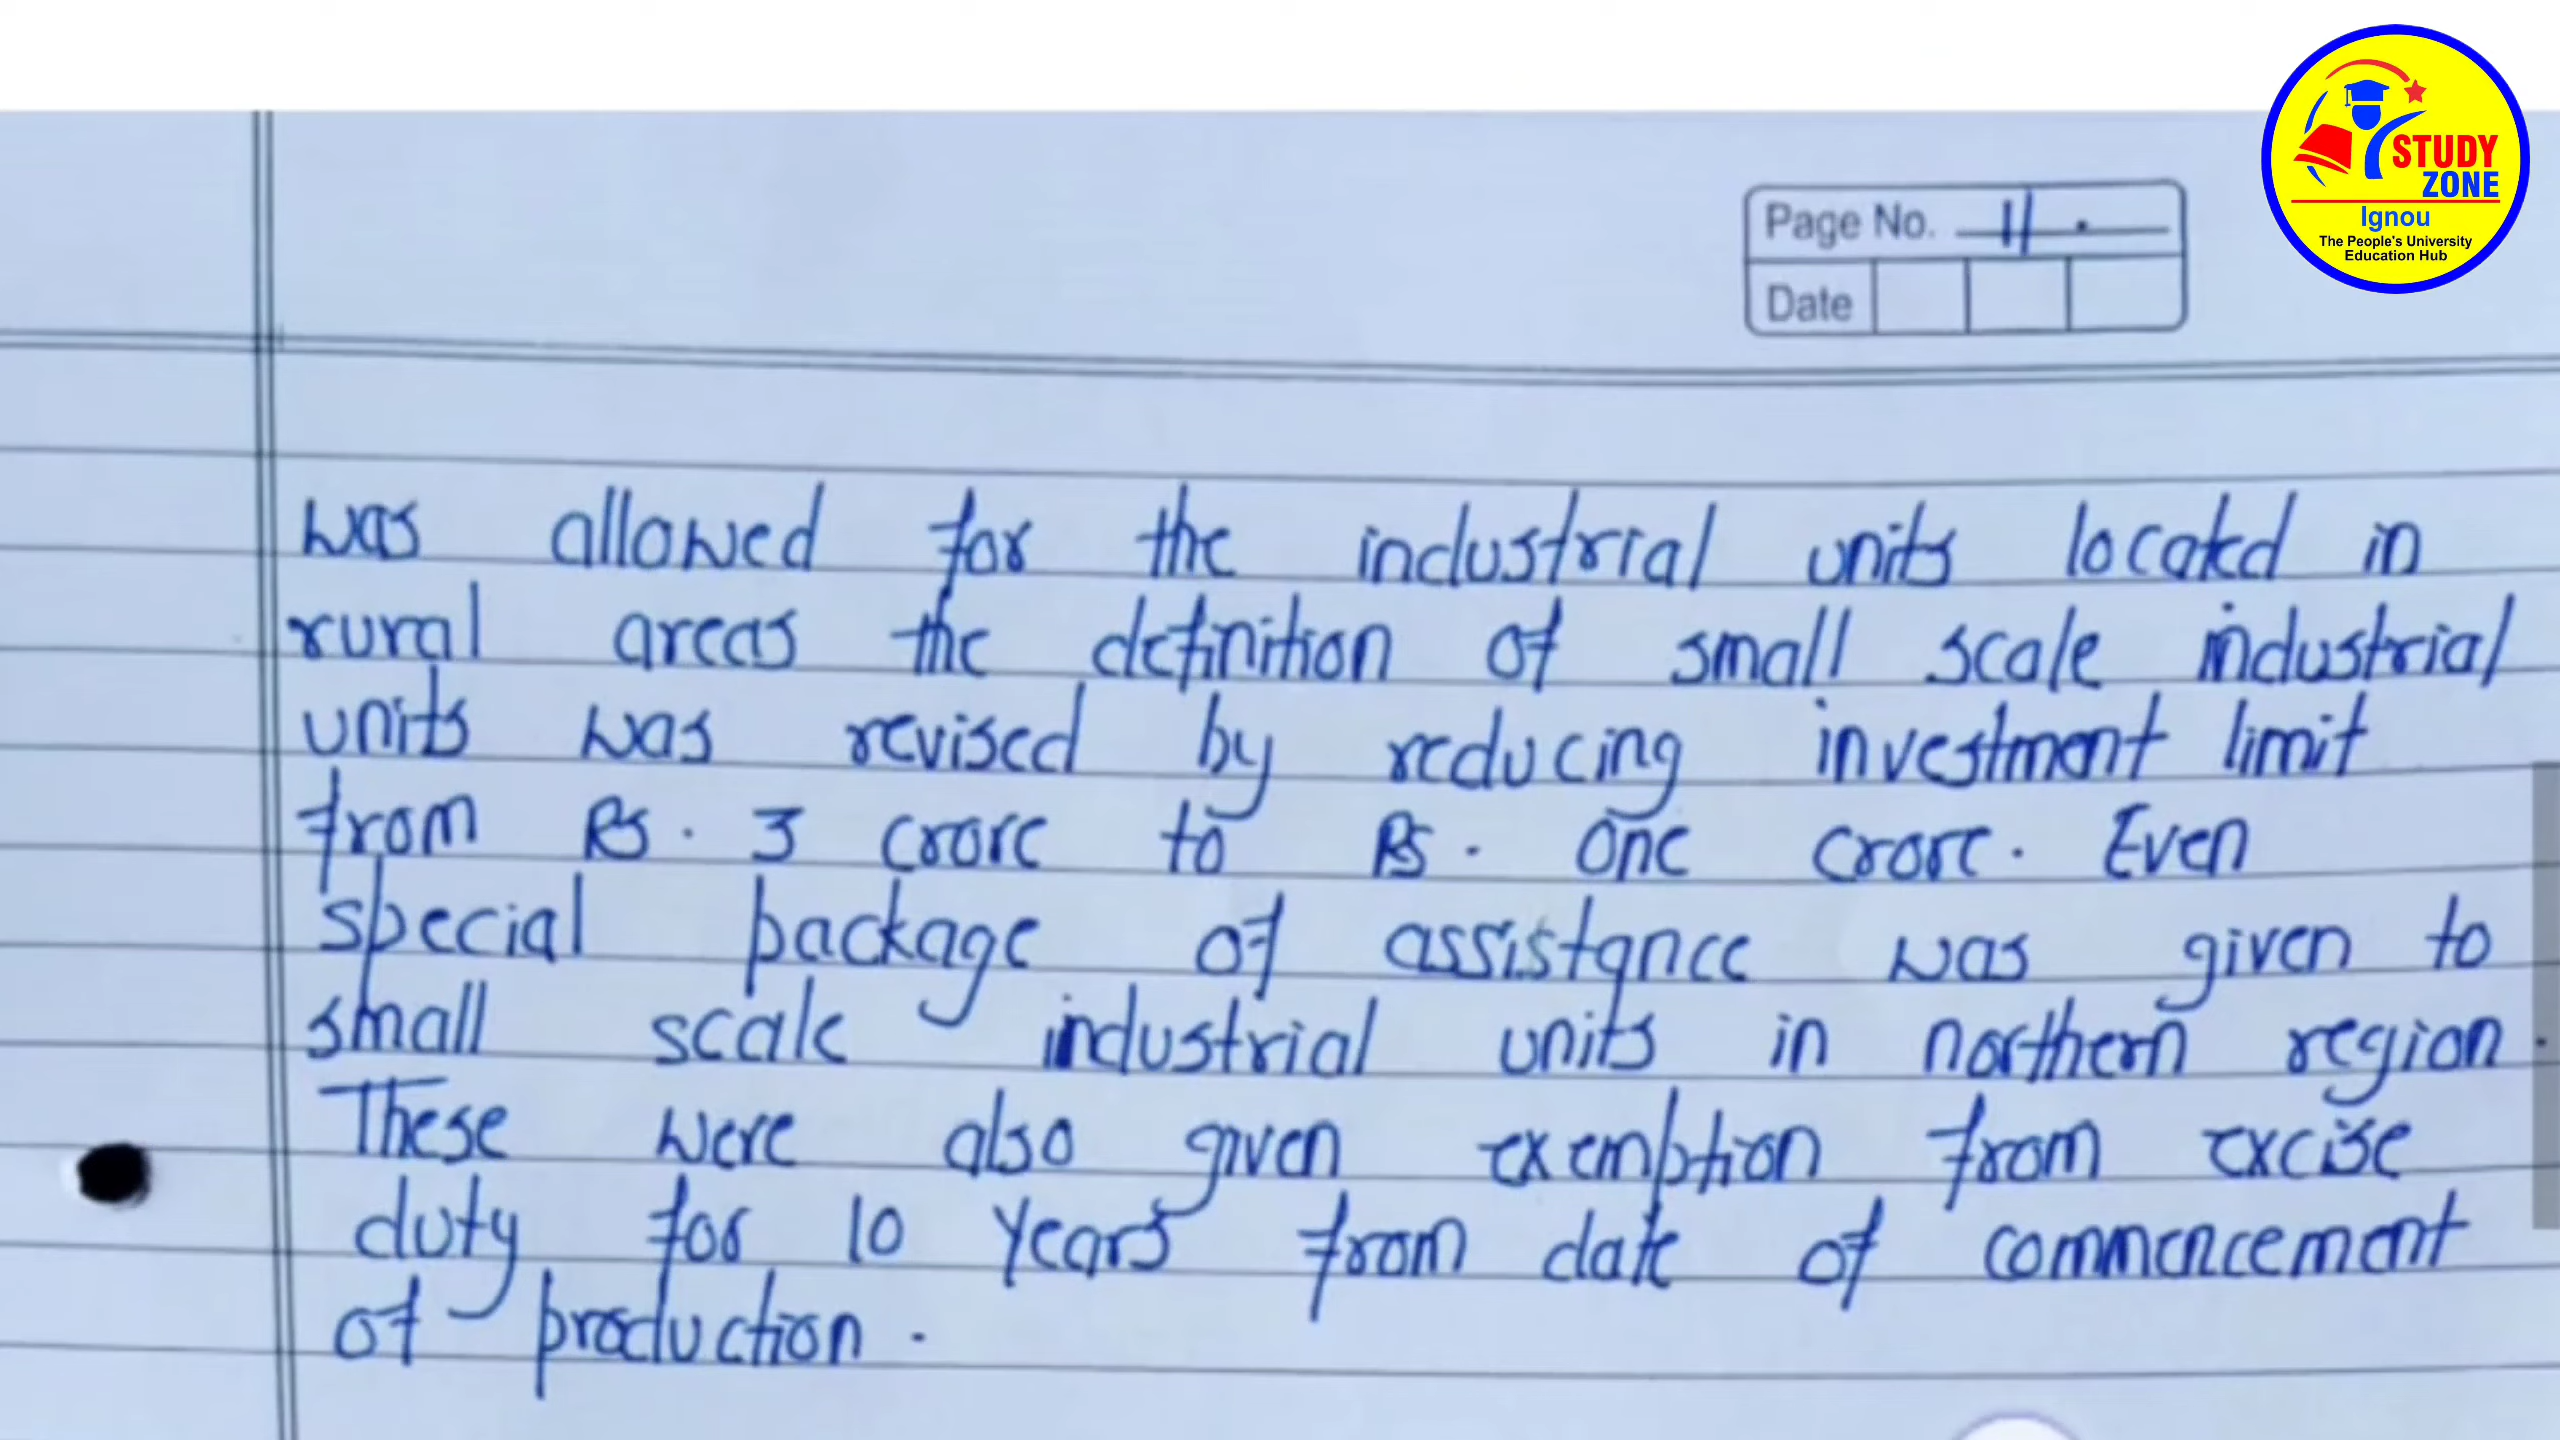 STUDY
ZONE
Ignou
The People's University
Education Hub
Page No. 11.
Date
was allowed for the industrial units located in
rural areas the definition of small scale industrial
units was revised by reducing investment limit
from Rs. 3 crore to Rs. One crore. Even
special package of assistance was given to
small scale industrial units in northern region.
These were also given exemption from excise
duty for 10 Years from date of commencement
of production.